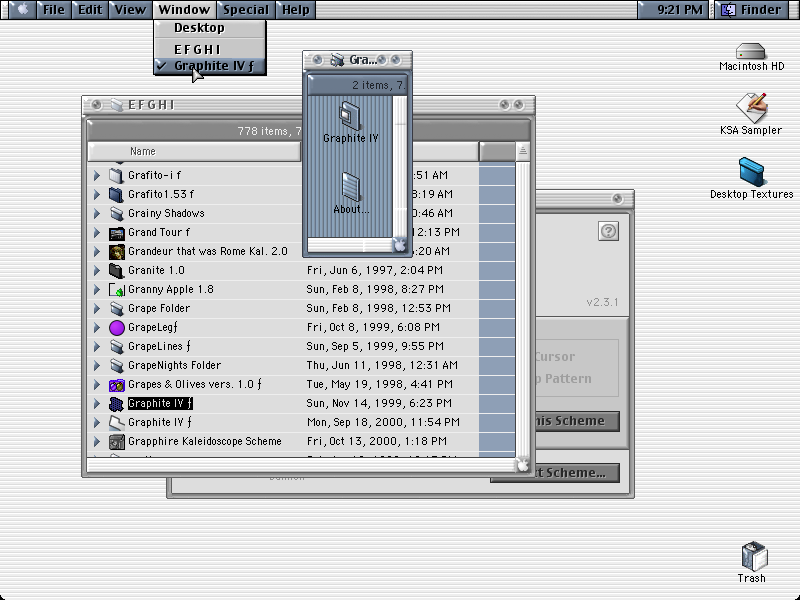 File Edit View Window Special Help 9:21 PM Finder
Desktop
E F G H I
Graphite IV ƒ
Gra...
2 items, 7.
Graphite IV
About...
E F G H I
778 items, 7
Name
Grafito-i f :51 AM
Grafito1.53 f 8:19 AM
Grainy Shadows 0:46 AM
Grand Tour f 12:13 PM
Grandeur that was Rome Kal. 2.0 5:20 AM
Granite 1.0 Fri, Jun 6, 1997, 2:04 PM
Granny Apple 1.8 Sun, Feb 8, 1998, 8:27 PM
Grape Folder Sun, Feb 8, 1998, 12:53 PM
GrapeLegƒ Fri, Oct 8, 1999, 6:08 PM
GrapeLines ƒ Sun, Sep 5, 1999, 9:55 PM
GrapeNights Folder Thu, Jun 11, 1998, 12:31 AM
Grapes & Olives vers. 1.0 ƒ Tue, May 19, 1998, 4:41 PM
Graphite IV ƒ Sun, Nov 14, 1999, 6:23 PM
Graphite IV ƒ Mon, Sep 18, 2000, 11:54 PM
Grapphire Kaleidoscope Scheme Fri, Oct 13, 2000, 1:18 PM
v2.3.1
Cursor
p Pattern
his Scheme
t Scheme...
Macintosh HD
KSA Sampler
Desktop Textures
Trash